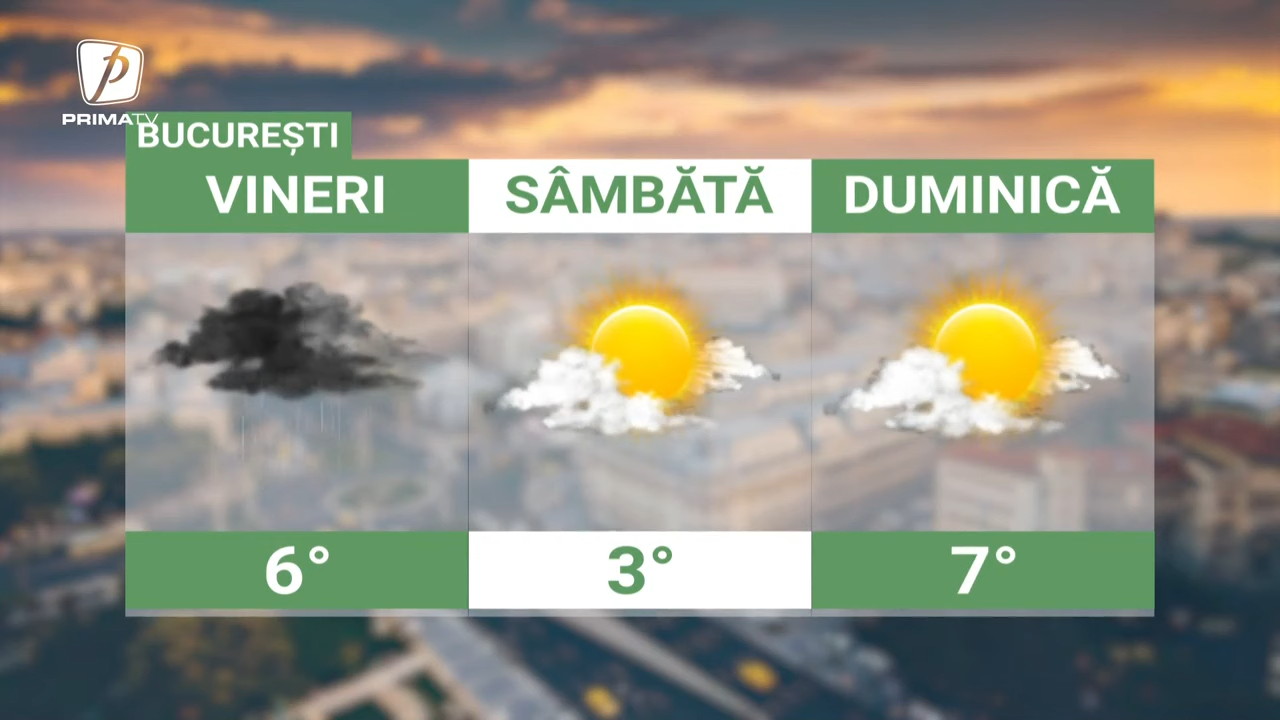 PRIMATV
BUCUREȘTI
VINERI
SÂMBĂTĂ
DUMINICĂ
6°
3°
7°